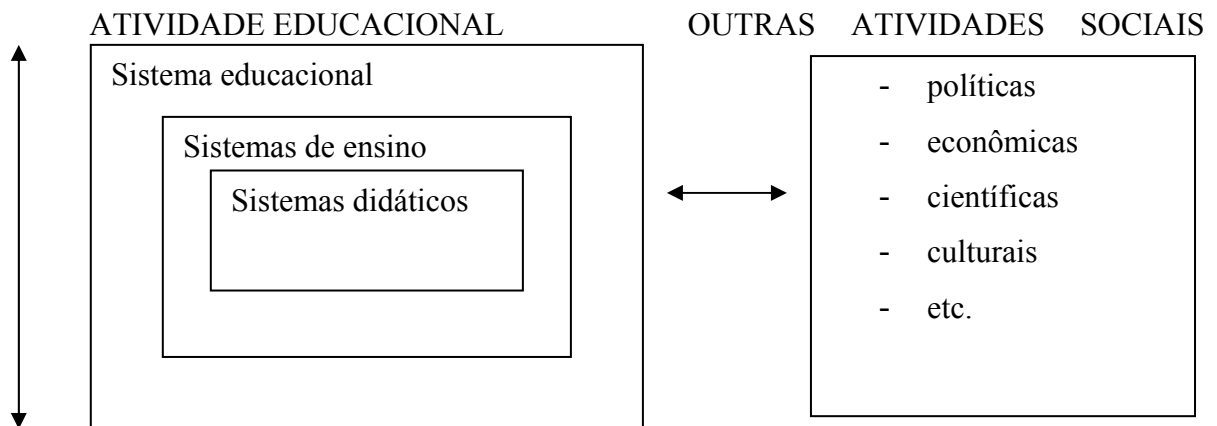 ATIVIDADE EDUCACIONAL
OUTRAS ATIVIDADES SOCIAIS
Sistema educacional
Sistemas de ensino
Sistemas didáticos
- políticas
- econômicas
- científicas
- culturais
- etc.